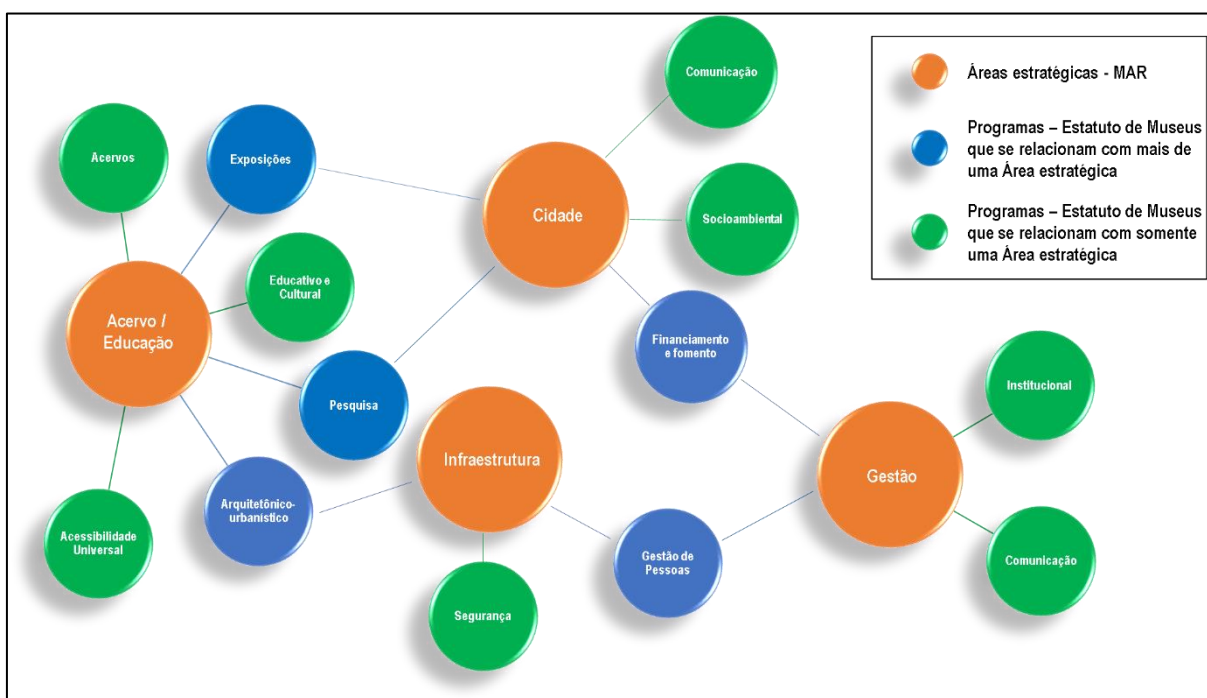 Comunicação
Áreas estratégicas - MAR
Programas – Estatuto de Museus
que se relacionam com mais de
uma Área estratégica
Programas – Estatuto de Museus
que se relacionam com somente
uma Área estratégica
Acervos
Exposições
Cidade
Socioambiental
Educativo e
Cultural
Acervo /
Educação
Financiamento
e fomento
Institucional
Pesquisa
Infraestrutura
Gestão
Arquitetônico-
urbanístico
Acessibilidade
Universal
Gestão de
Pessoas
Comunicação
Segurança